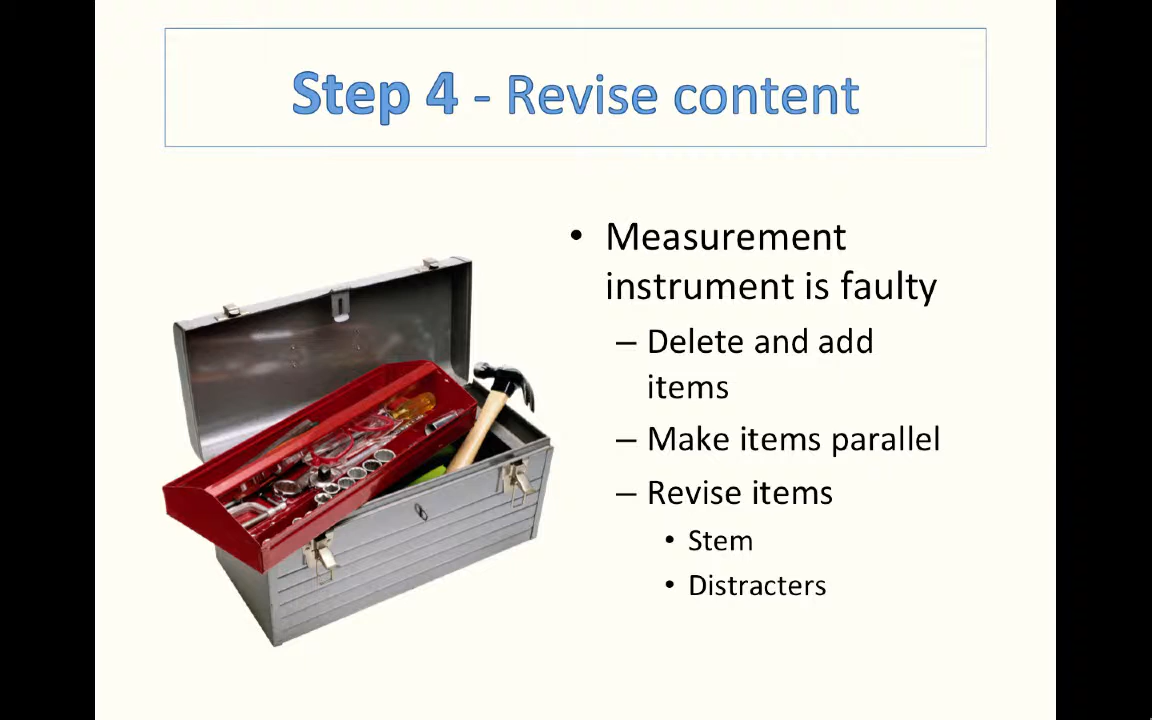 Step 4 - Revise content
• Measurement
instrument is faulty
– Delete and add
items
– Make items parallel
– Revise items
• Stem
• Distracters